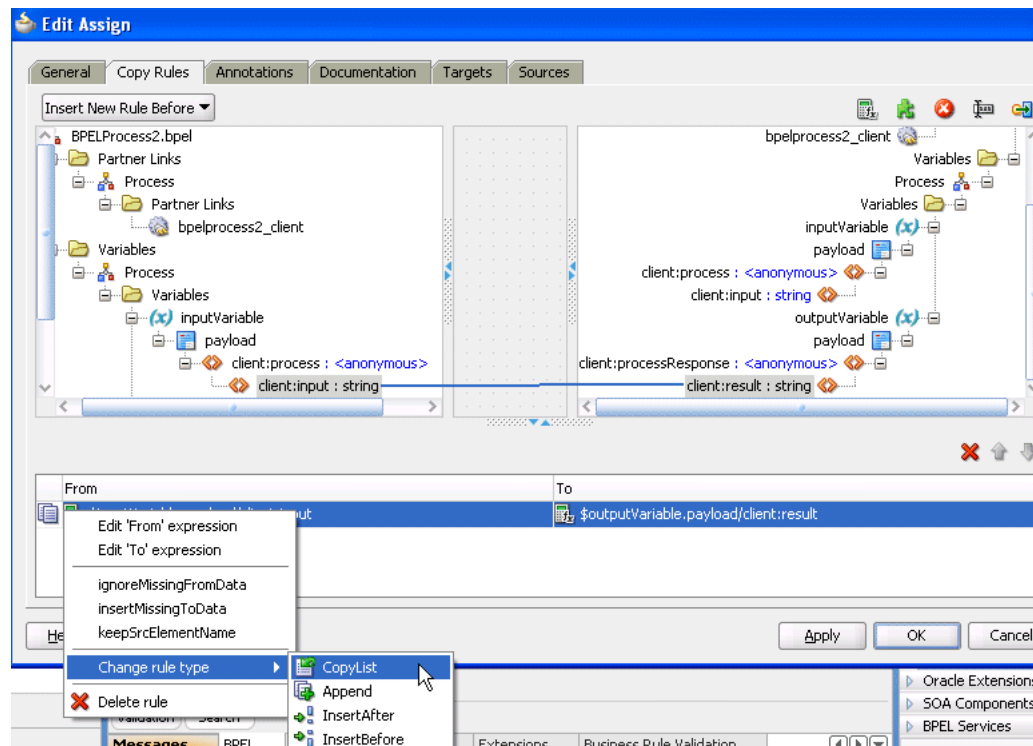 Edit Assign
General Copy Rules Annotations Documentation Targets Sources
Insert New Rule Before
BPELProcess2.bpel
Partner Links
Process
Partner Links
bpelprocess2_client
Variables
Process
Variables
inputVariable
payload
client:process : <anonymous>
client:input : string
bpelprocess2_client
Variables
Process
Variables
inputVariable
payload
client:process : <anonymous>
client:input : string
outputVariable
payload
client:processResponse : <anonymous>
client:result : string
From To
$outputVariable.payload/client:result
Edit 'From' expression
Edit 'To' expression
ignoreMissingFromData
insertMissingToData
keepSrcElementName
Change rule type
Delete rule
CopyList
Append
InsertAfter
InsertBefore
Apply OK Cancel
Oracle Extensions
SOA Components
BPEL Services
Validation Search
Messages BPEL Extensions Business Rule Validation